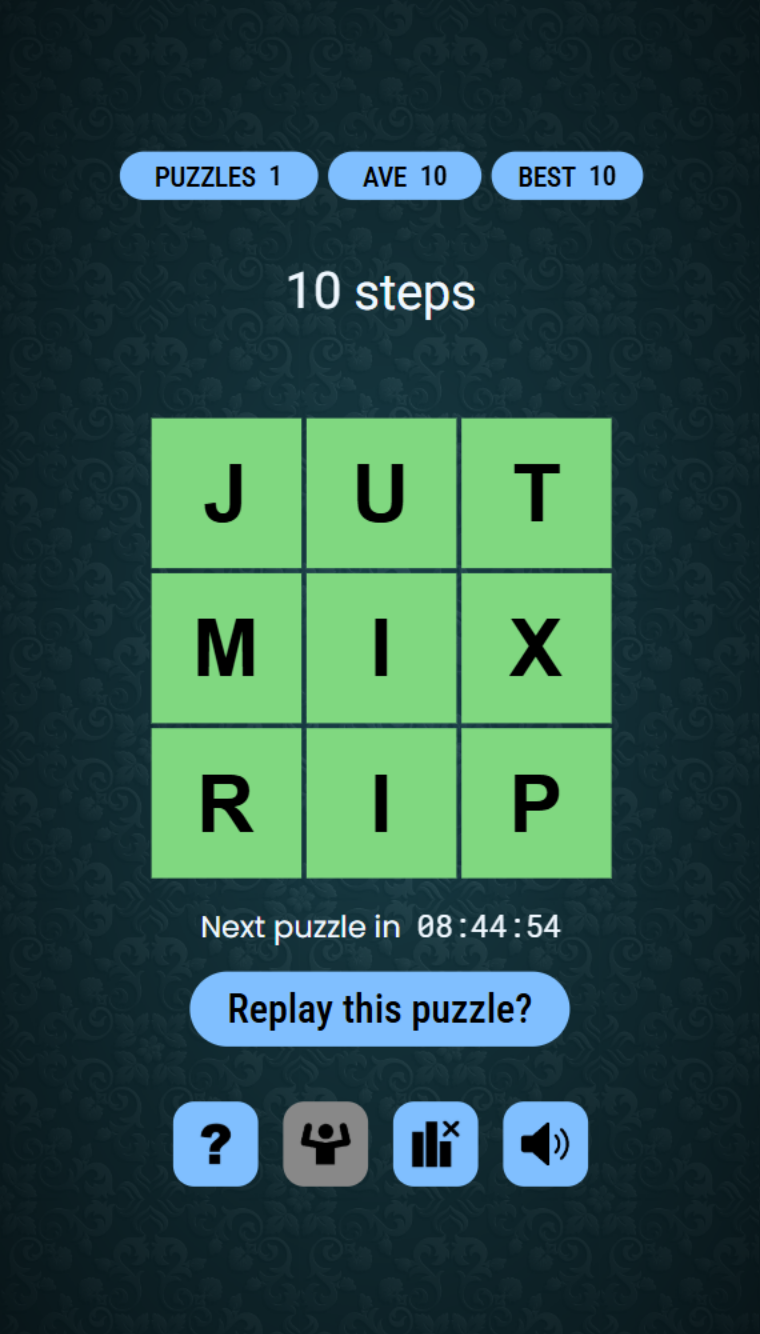 PUZZLES 1 AVE 10 BEST 10
10 steps
J U T
M I X
R I P
Next puzzle in 08:44:54
Replay this puzzle?
?